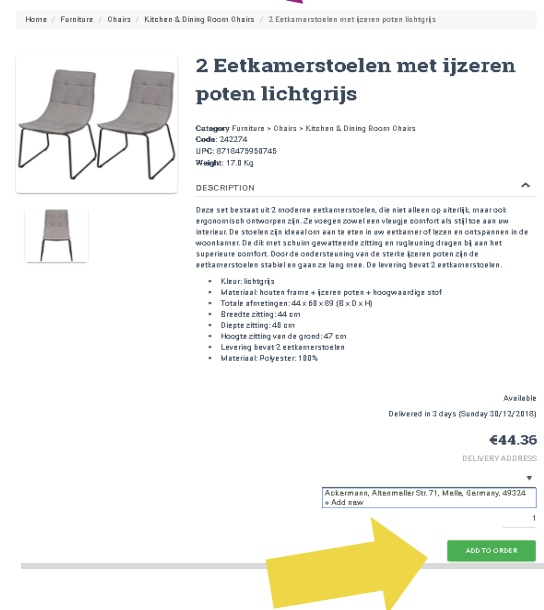 Home / Furniture / Chairs / Kitchen & Dining Room Chairs / 2 Eetkamerstoelen met ijzeren poten lichtgrijs
2 Eetkamerstoelen met ijzeren
poten lichtgrijs
Category Furniture > Chairs > Kitchen & Dining Room Chairs
Code: 242274
UPC: 8718475950745
Weight: 17.0 Kg
DESCRIPTION
Deze set bestaat uit 2 moderne eetkamerstoelen, die niet alleen op uiterlijk, maar ook
ergonomisch ontworpen zijn. Ze voegen zowel een vleugje comfort als stijl toe aan uw
interieur. De stoelen zijn ideaal om aan te eten in uw eetkamer of lezen en ontspannen in de
woonkamer. De dik met schuim gewatteerde zitting en rugleuning dragen bij aan het
superieure comfort. Door de ondersteuning van de sterke ijzeren poten zijn de
eetkamerstoelen stabiel en gaan ze lang mee. De levering bevat 2 eetkamerstoelen.
• Kleur: lichtgrijs
• Materiaal: houten frame + ijzeren poten + hoogwaardige stof
• Totale afmetingen: 44 x 60 x 89 (B x D x H)
• Breedte zitting: 44 cm
• Diepte zitting: 40 cm
• Hoogte zitting van de grond: 47 cm
• Levering bevat 2 eetkamerstoelen
• Materiaal: Polyester: 100%
Available
Delivered in 3 days (Sunday 30/12/2018)
€44.36
DELIVERY ADDRESS
Ackermann, Altenmeller Str. 71, Melle, Germany, 49324
+ Add new
1
ADD TO ORDER